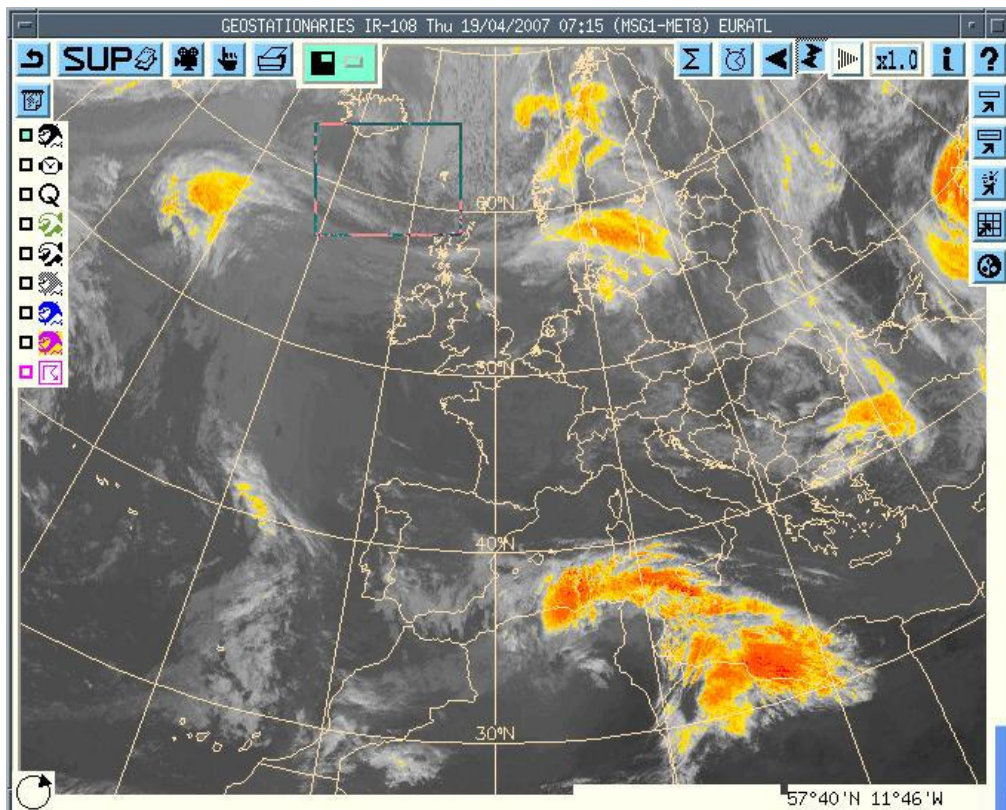 GEOSTATIONARIES IR-108 Thu 19/04/2007 07:15 (MSG1-MET8) EURATL
SUP Σ x1.0 i ?
Q
60°N
50°N
40°N
30°N
57°40'N 11°46'W